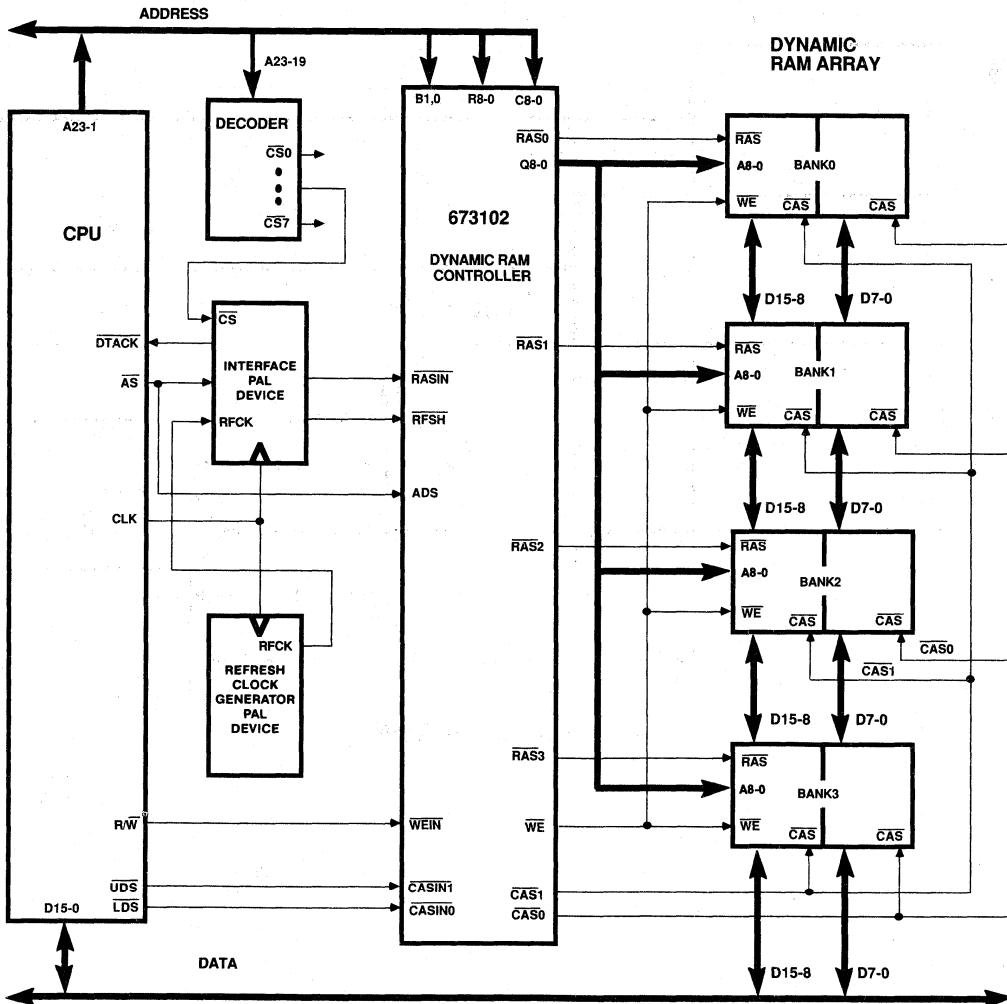 ADDRESS
A23-19
DYNAMIC
RAM ARRAY
A23-1
CPU
DTACK
AS
CLK
R/W
UDS
LDS
D15-0
DECODER
CS0
CS7
CS
INTERFACE
PAL
DEVICE
RFCK
RFCK
REFRESH
CLOCK
GENERATOR
PAL
DEVICE
B1,0 R8-0 C8-0
RAS0
Q8-0
673102
DYNAMIC RAM
CONTROLLER
RAS1
RASIN
RFSH
ADS
RAS2
RAS3
WEIN
WE
CASIN1
CASIN0
CAS1
CAS0
RAS
A8-0 BANK0
WE CAS CAS
D15-8 D7-0
RAS
A8-0 BANK1
WE CAS CAS
D15-8 D7-0
RAS
A8-0 BANK2
WE CAS CAS
CAS0
CAS1
D15-8 D7-0
RAS
A8-0 BANK3
WE CAS CAS
D15-8 D7-0
DATA